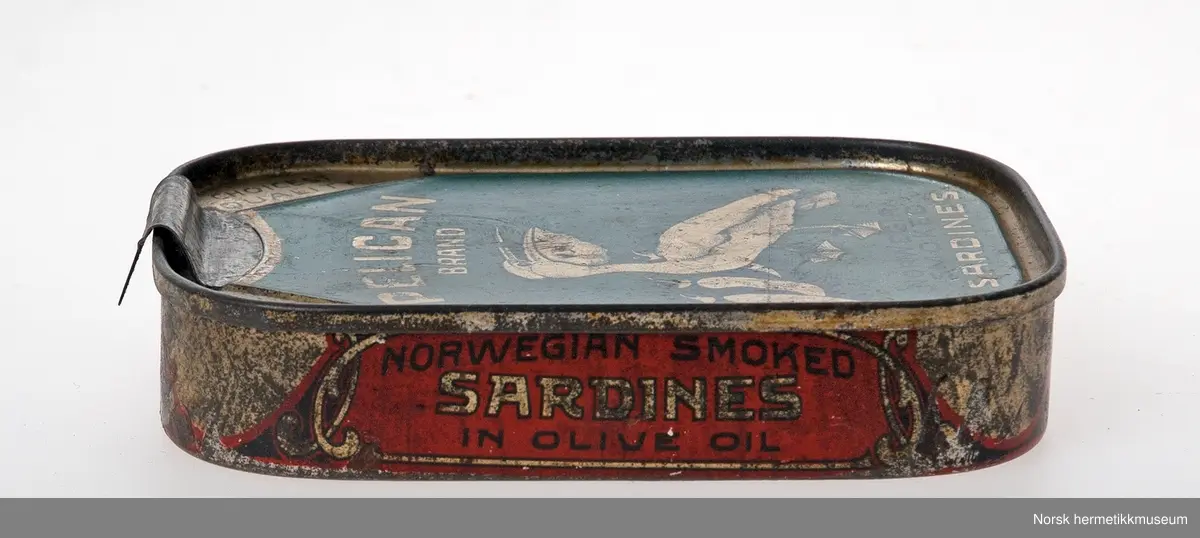 PELICAN
BRAND
SARDINES
NORWEGIAN SMOKED
SARDINES
IN OLIVE OIL
Norsk hermetikkmuseum